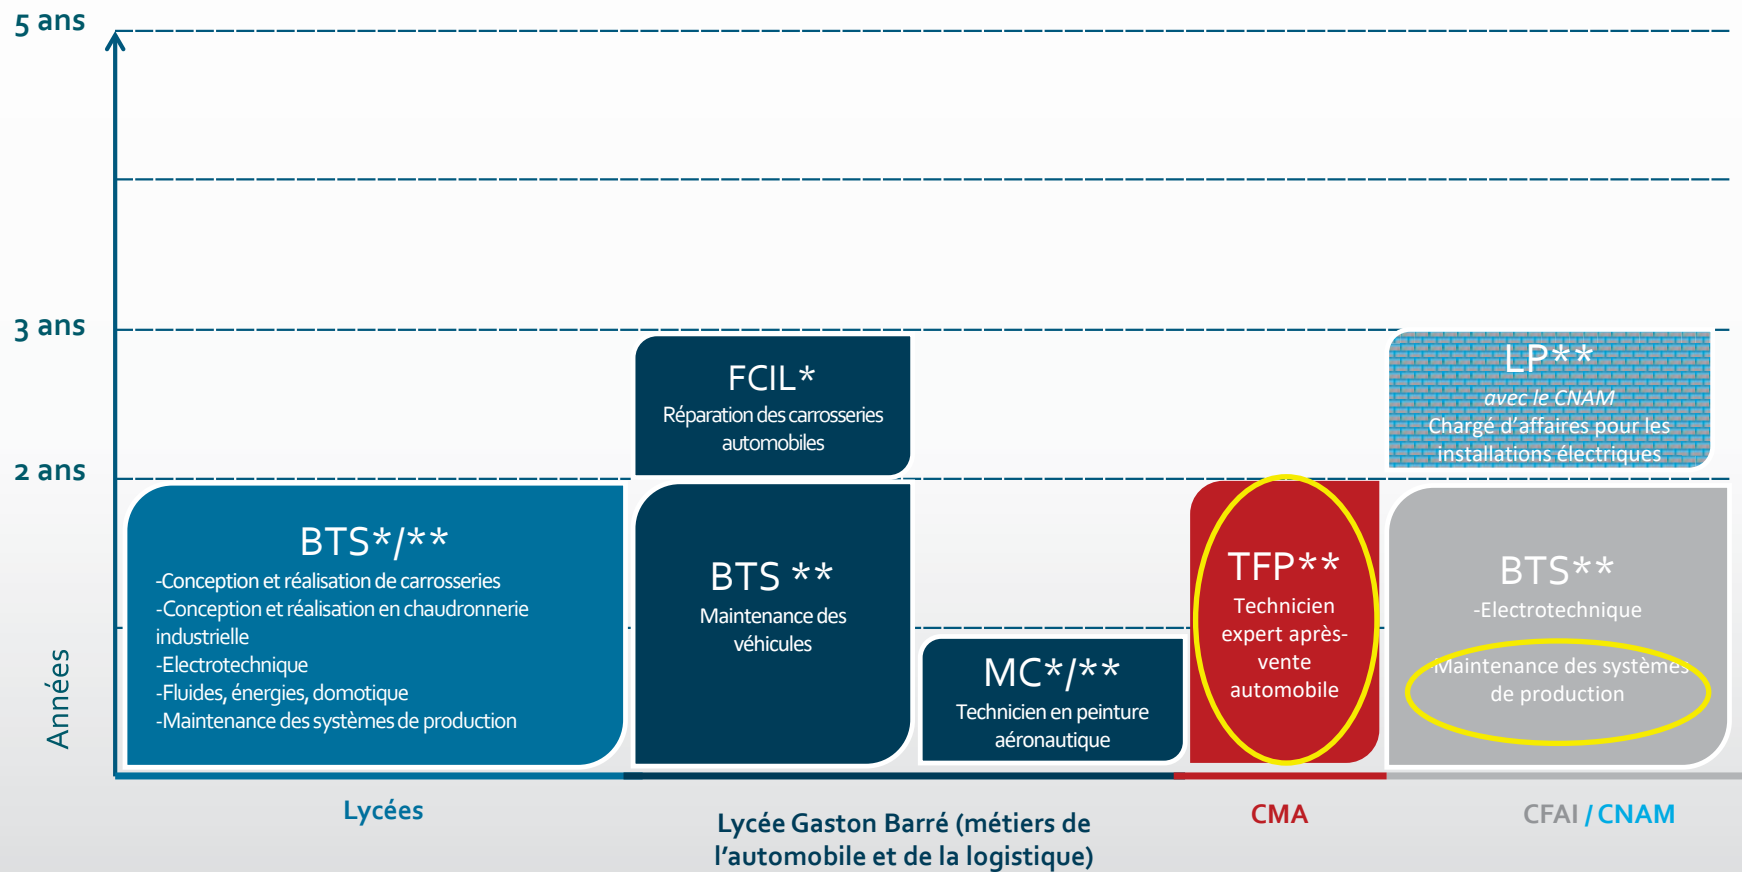 5 ans
3 ans
2 ans
Années
FCIL*
Réparation des carrosseries
automobiles
LP**
avec le CNAM
Chargé d'affaires pour les
installations électriques
BTS*/**
-Conception et réalisation de carrosseries
-Conception et réalisation en chaudronnerie
industrielle
-Electrotechnique
-Fluides, énergies, domotique
-Maintenance des systèmes de production
BTS **
Maintenance des
véhicules
MC*/**
Technicien en peinture
aéronautique
TFP**
Technicien
expert après-
vente
automobile
BTS**
-Electrotechnique
-Maintenance des systèmes
de production
Lycées
Lycée Gaston Barré (métiers de
l'automobile et de la logistique)
CMA
CFAI / CNAM